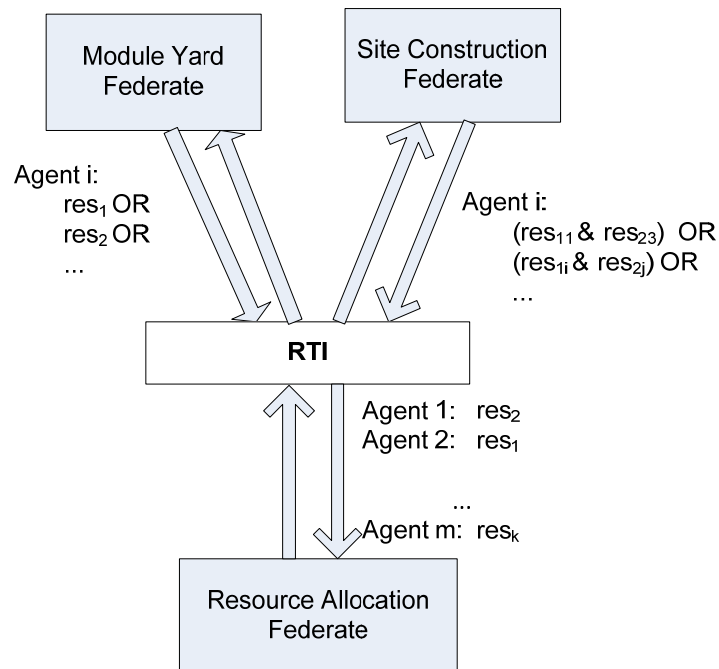 Module Yard
Federate
Site Construction
Federate
Agent i:
res₁ OR
res₂ OR
...
Agent i:
(res₁₁ & res₂₃) OR
(res₁ᵢ & res₂ⱼ) OR
...
RTI
Agent 1: res₂
Agent 2: res₁
...
Agent m: resₖ
Resource Allocation
Federate